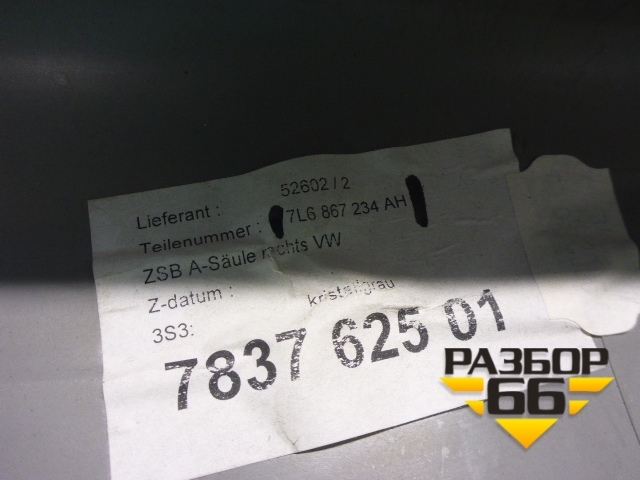 Lieferant : 52602 / 2
Teilenummer : 7L6 867 234 AH
ZSB A-Säule rechts VW
Z-datum :
3S3: kristallgrau
7837 625 01
РАЗБОР
66